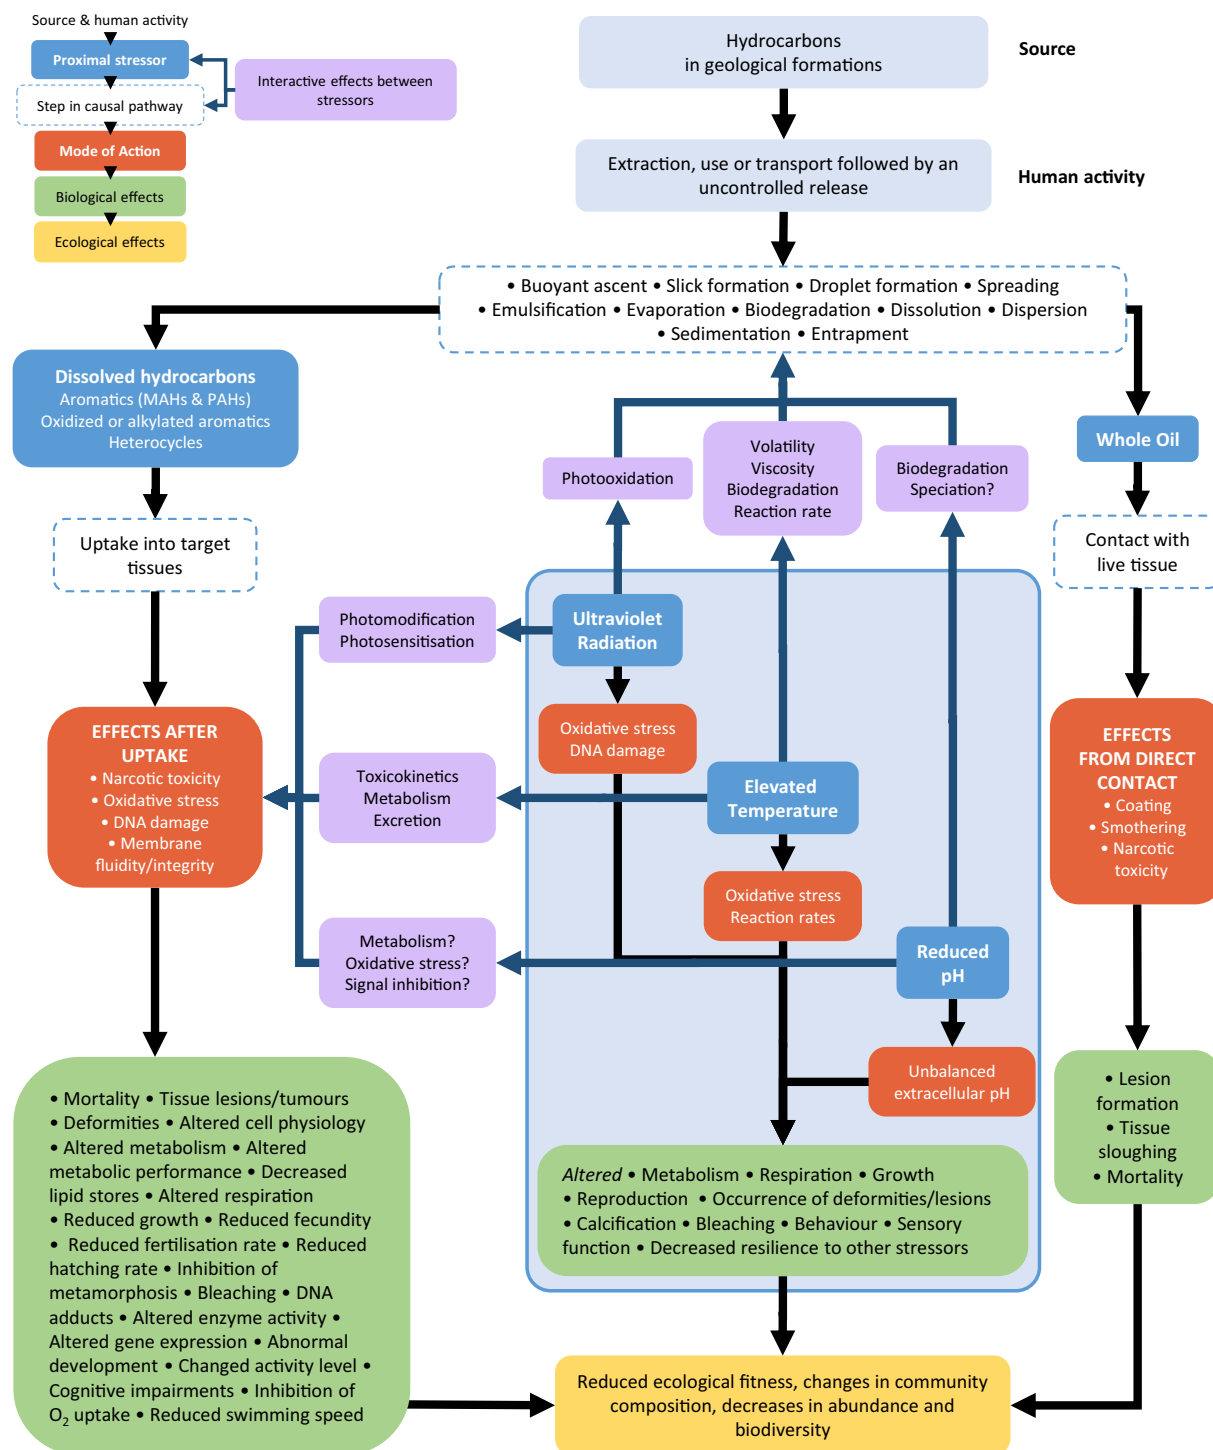 Source & human activity
Proximal stressor
Step in causal pathway
Mode of Action
Biological effects
Ecological effects
Interactive effects between
stressors
Hydrocarbons
in geological formations
Source
Extraction, use or transport followed by an
uncontrolled release
Human activity
• Buoyant ascent • Slick formation • Droplet formation • Spreading
• Emulsification • Evaporation • Biodegradation • Dissolution • Dispersion
• Sedimentation • Entrapment
Dissolved hydrocarbons
Aromatics (MAHs & PAHs)
Oxidized or alkylated aromatics
Heterocycles
Whole Oil
Photooxidation
Volatility
Viscosity
Biodegradation
Reaction rate
Biodegradation
Speciation?
Uptake into target
tissues
Contact with
live tissue
Photomodification
Photosensitisation
Ultraviolet
Radiation
Oxidative stress
DNA damage
EFFECTS AFTER
UPTAKE
• Narcotic toxicity
• Oxidative stress
• DNA damage
• Membrane
fluidity/integrity
Toxicokinetics
Metabolism
Excretion
Elevated
Temperature
EFFECTS
FROM DIRECT
CONTACT
• Coating
• Smothering
• Narcotic
toxicity
Oxidative stress
Reaction rates
Metabolism?
Oxidative stress?
Signal inhibition?
Reduced
pH
Unbalanced
extracellular pH
• Mortality • Tissue lesions/tumours
• Deformities • Altered cell physiology
• Altered metabolism • Altered
metabolic performance • Decreased
lipid stores • Altered respiration
• Reduced growth • Reduced fecundity
• Reduced fertilisation rate • Reduced
hatching rate • Inhibition of
metamorphosis • Bleaching • DNA
adducts • Altered enzyme activity •
Altered gene expression • Abnormal
development • Changed activity level •
Cognitive impairments • Inhibition of
O₂ uptake • Reduced swimming speed
Altered • Metabolism • Respiration • Growth
• Reproduction • Occurrence of deformities/lesions
• Calcification • Bleaching • Behaviour • Sensory
function • Decreased resilience to other stressors
• Lesion
formation
• Tissue
sloughing
• Mortality
Reduced ecological fitness, changes in community
composition, decreases in abundance and
biodiversity